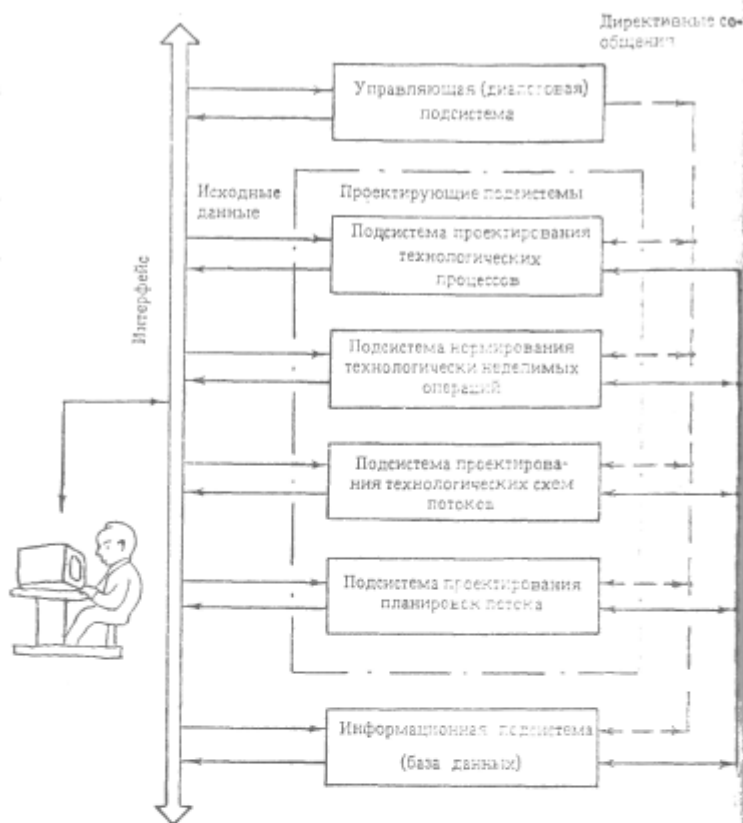 Директивные со-
общения
Управляющая (диалоговая)
подсистема
Исходные
данные
Проектирующие подсистемы
Подсистема проектирования
технологических
процессов
Интерфейс
Подсистема нормирования
технологически неделимых
операций
Подсистема проектирова-
ния технологических схем
потоков
Подсистема проектирования
планировок потока
Информационная подсистема
(база данных)